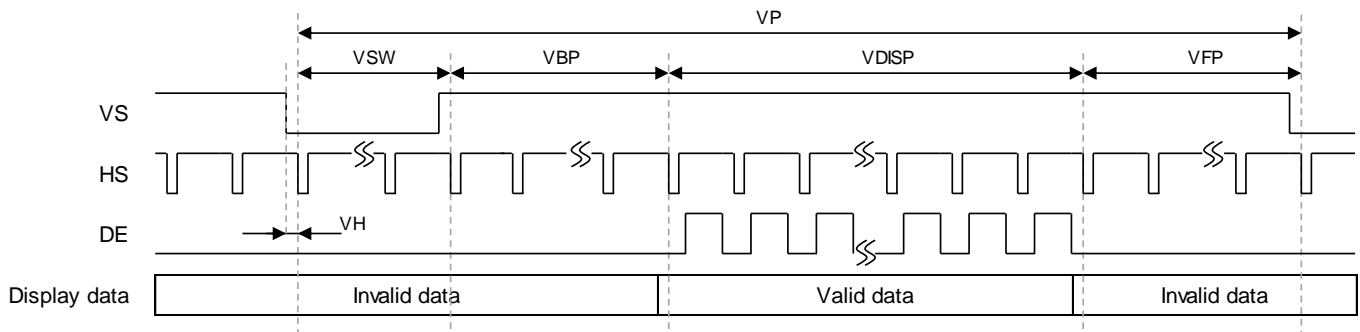 VP
VSW VBP VDISP VFP
VS
HS
VH
DE
Display data Invalid data Valid data Invalid data